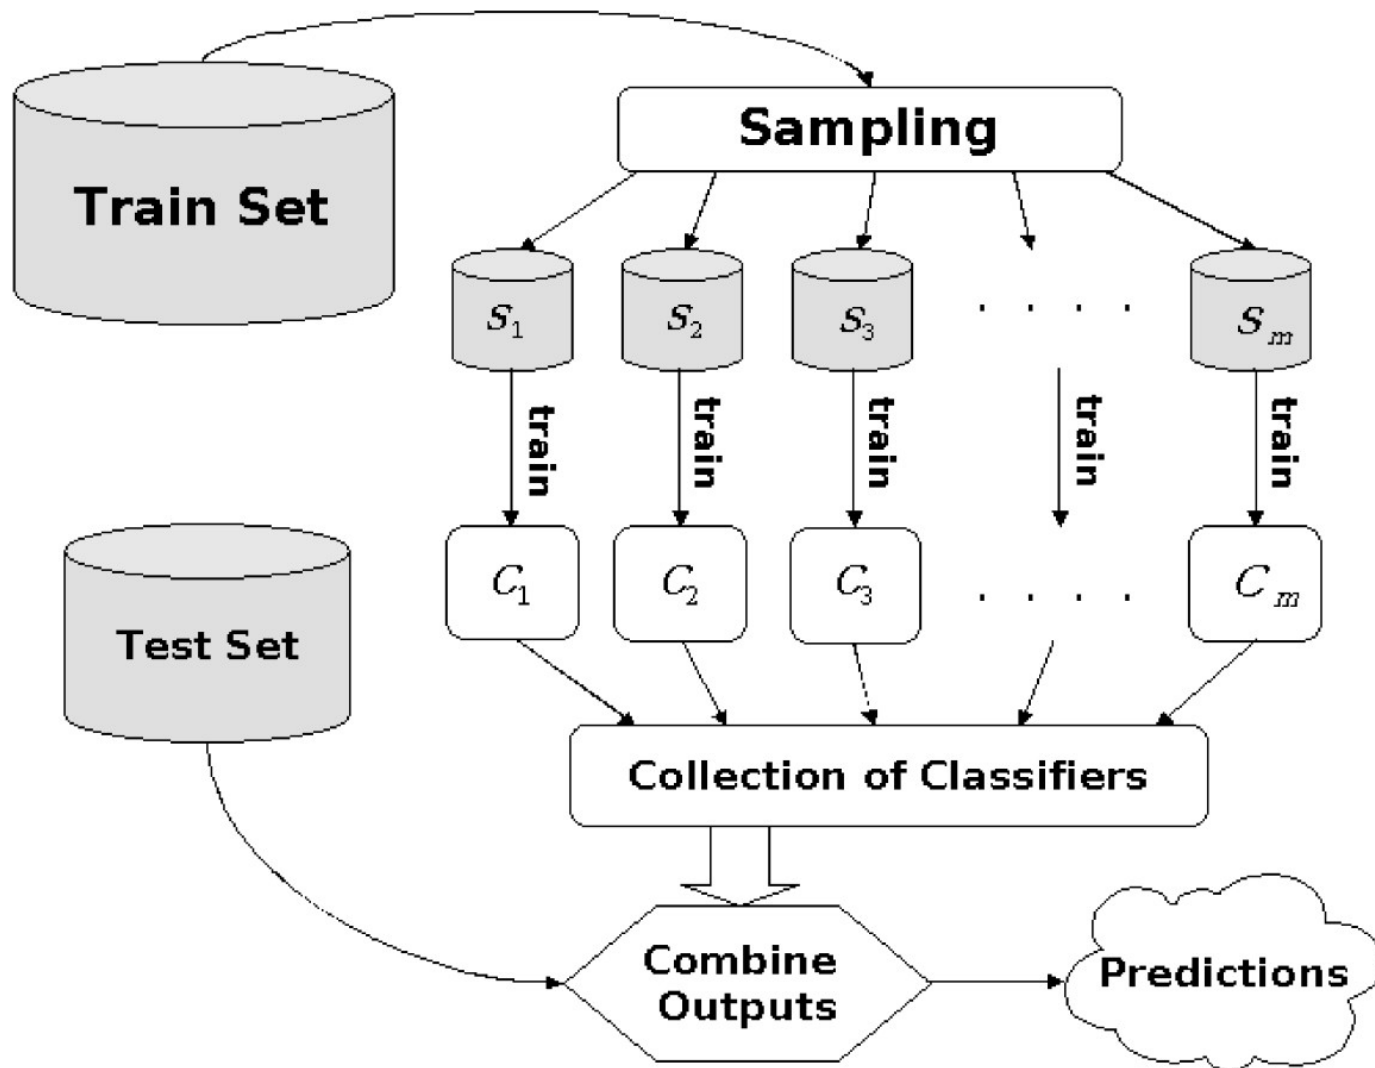 Sampling
Train Set
S1 S2 S3 . . . . Sm
train train train train train
C1 C2 C3 . . . . Cm
Test Set
Collection of Classifiers
Combine
Outputs
Predictions